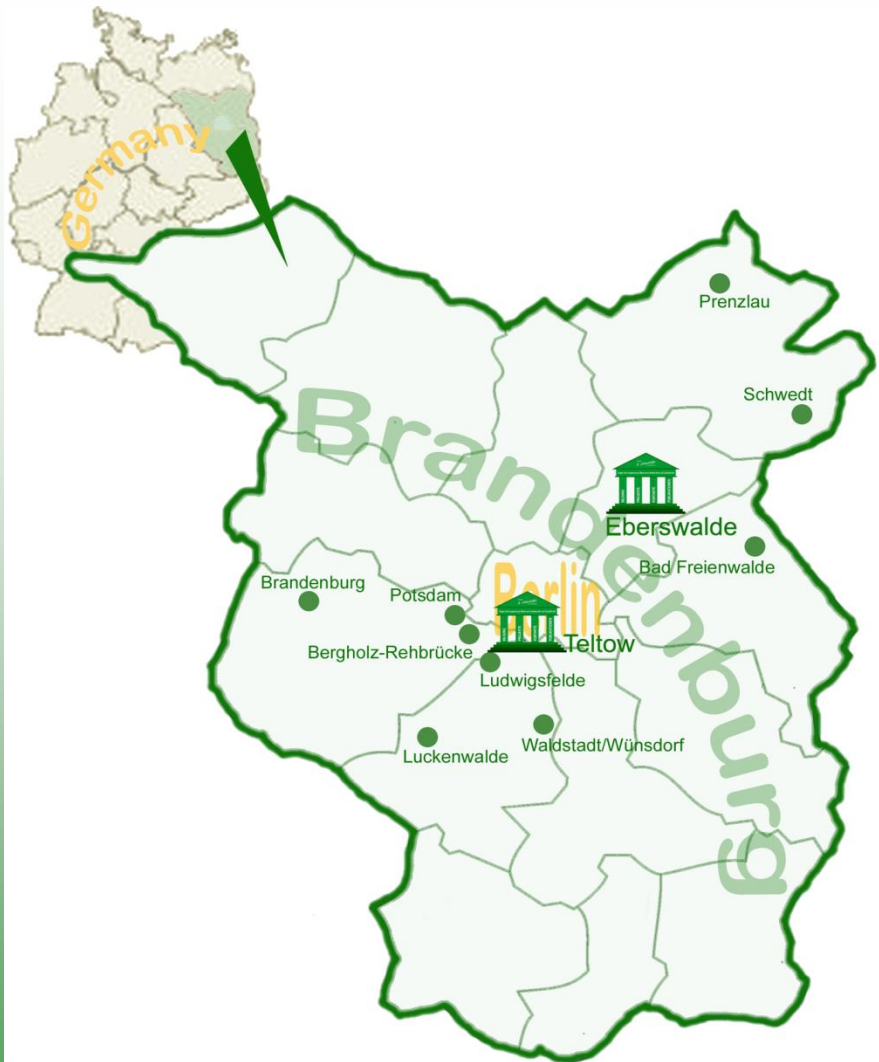 Germany
Prenzlau
Schwedt
Brandenburg
Eberswalde
Bad Freienwalde
Berlin
Brandenburg
Potsdam
Teltow
Bergholz-Rehbrücke
Ludwigsfelde
Waldstadt/Wünsdorf
Luckenwalde